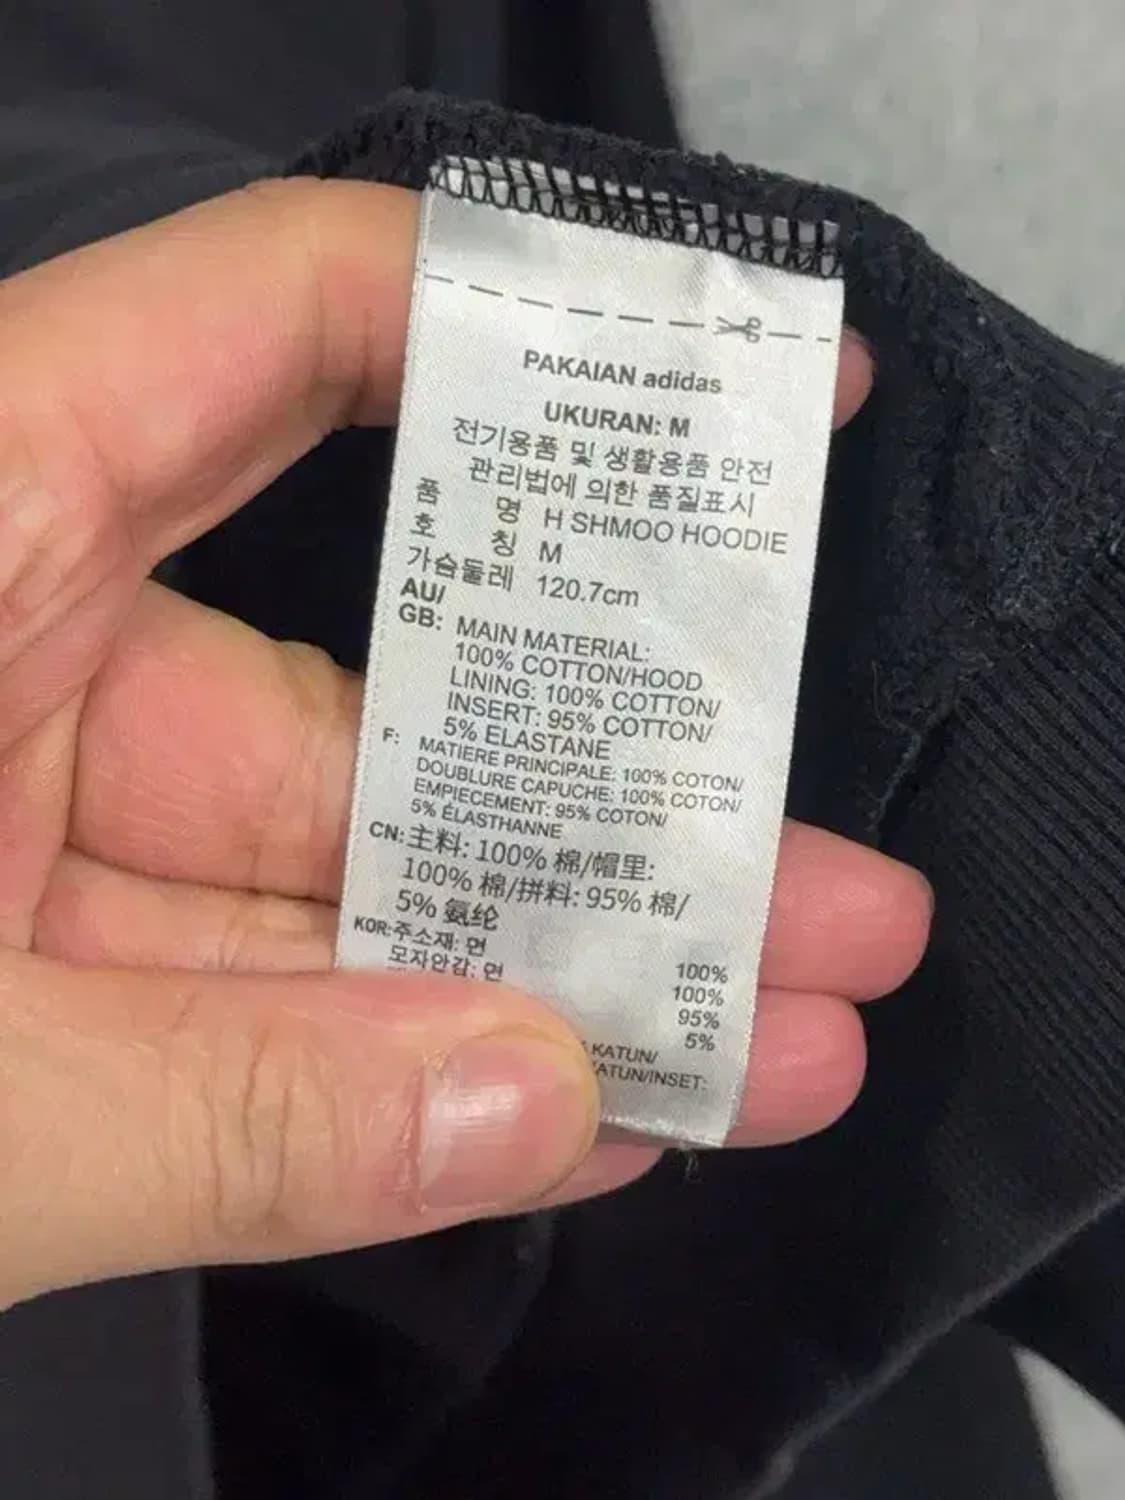 PAKAIAN adidas
UKURAN: M
전기용품 및 생활용품 안전
관리법에 의한 품질표시
품 명 H SHMOO HOODIE
호 칭 M
가슴둘레 120.7cm
AU/
GB: MAIN MATERIAL:
100% COTTON/HOOD
LINING: 100% COTTON/
INSERT: 95% COTTON/
5% ELASTANE
F: MATIERE PRINCIPALE: 100% COTON/
DOUBLURE CAPUCHE: 100% COTON/
EMPIECEMENT: 95% COTON/
5% ÉLASTHANNE
CN: 主料: 100% 棉/帽里:
100% 棉/拼料: 95% 棉/
5% 氨纶
KOR: 주소재: 면 100%
모자안감: 면 100%
95%
5%
KATUN/
ATUN/INSET: